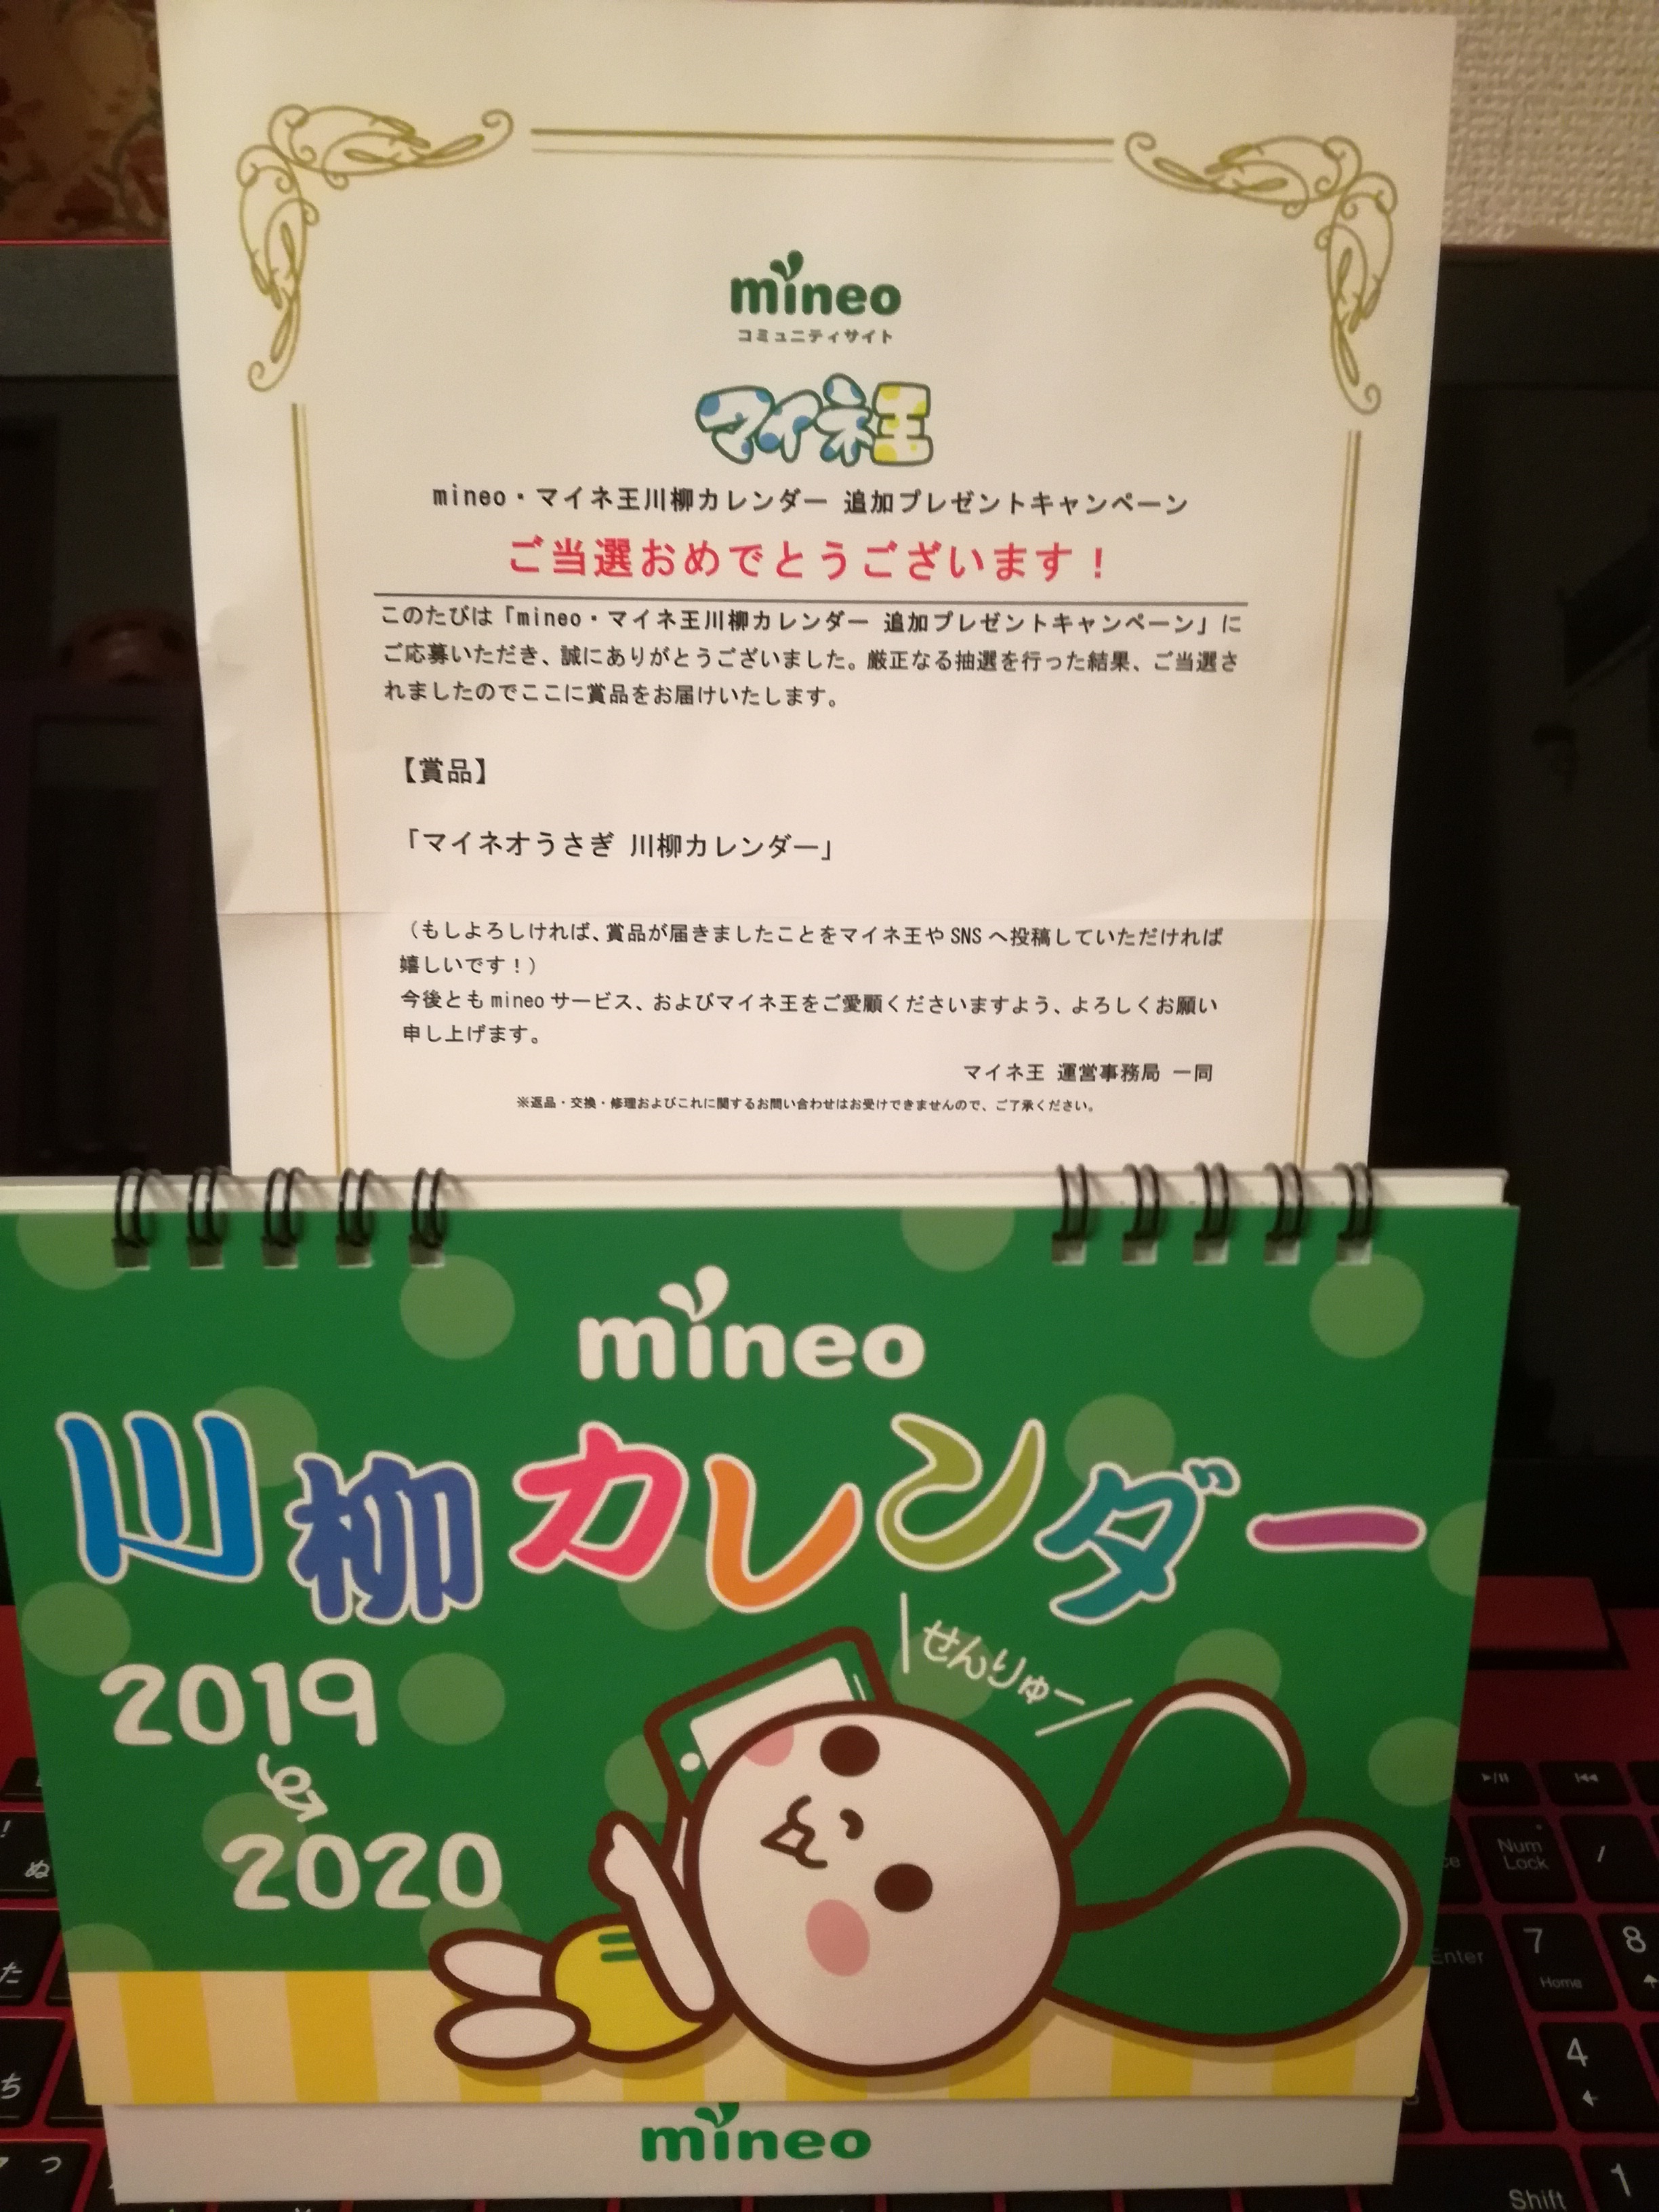 mineo
コミュニティサイト
マイネ王
mineo・マイネ王川柳カレンダー 追加プレゼントキャンペーン
ご当選おめでとうございます！
このたびは「mineo・マイネ王川柳カレンダー 追加プレゼントキャンペーン」に
ご応募いただき、誠にありがとうございました。厳正なる抽選を行った結果、ご当選さ
れましたのでここに賞品をお届けいたします。
【賞品】
「マイネオうさぎ 川柳カレンダー」
（もしよろしければ、賞品が届きましたことをマイネ王や SNS へ投稿していただければ
嬉しいです！）
今後とも mineo サービス、およびマイネ王をご愛顧くださいますよう、よろしくお願い
申し上げます。
マイネ王 運営事務局 一同
※返品・交換・修理およびこれに関するお問い合わせはお受けできませんので、ご了承ください。
mineo
川柳カレンダー
せんりゅー
2019
2020
mineo
!
ぬ
た
ち
つ
Num
Lock
/
Enter
7
Home
8
4
1
Shift